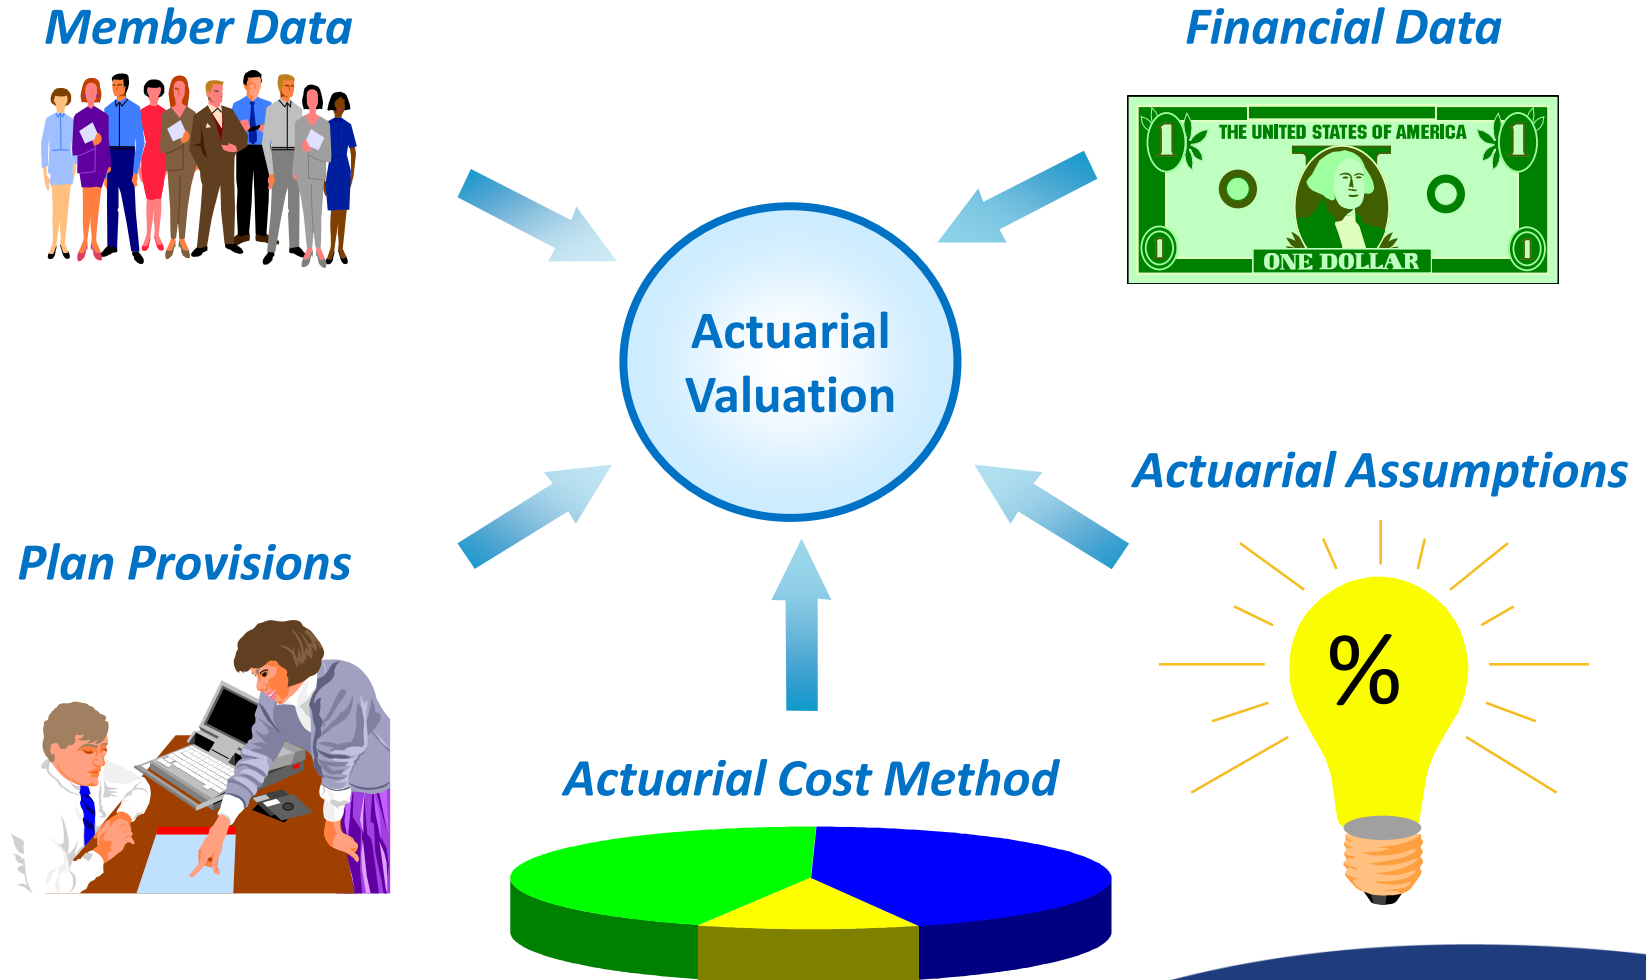 Member Data
Financial Data
1
THE UNITED STATES OF AMERICA
1
1
ONE DOLLAR
1
Actuarial
Valuation
Actuarial Assumptions
Plan Provisions
%
Actuarial Cost Method